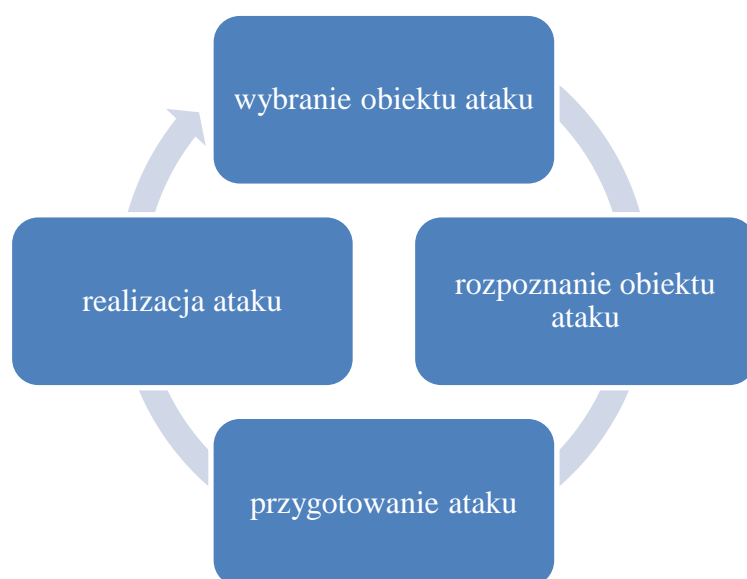 wybranie obiektu ataku
rozpoznanie obiektu
ataku
przygotowanie ataku
realizacja ataku